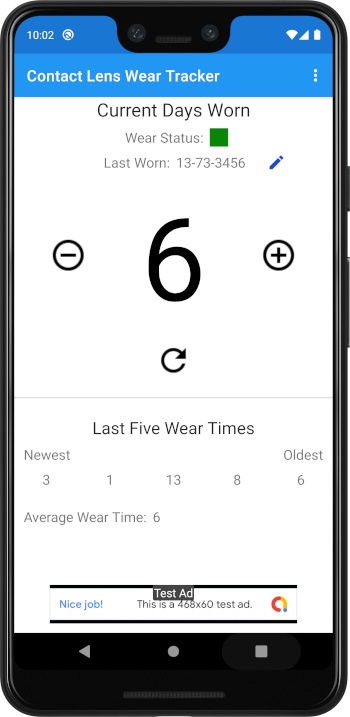 10:02
Contact Lens Wear Tracker
Current Days Worn
Wear Status:
Last Worn: 13-73-3456
6
Last Five Wear Times
Newest Oldest
3 1 13 8 6
Average Wear Time: 6
Test Ad
Nice job! This is a 468x60 test ad.